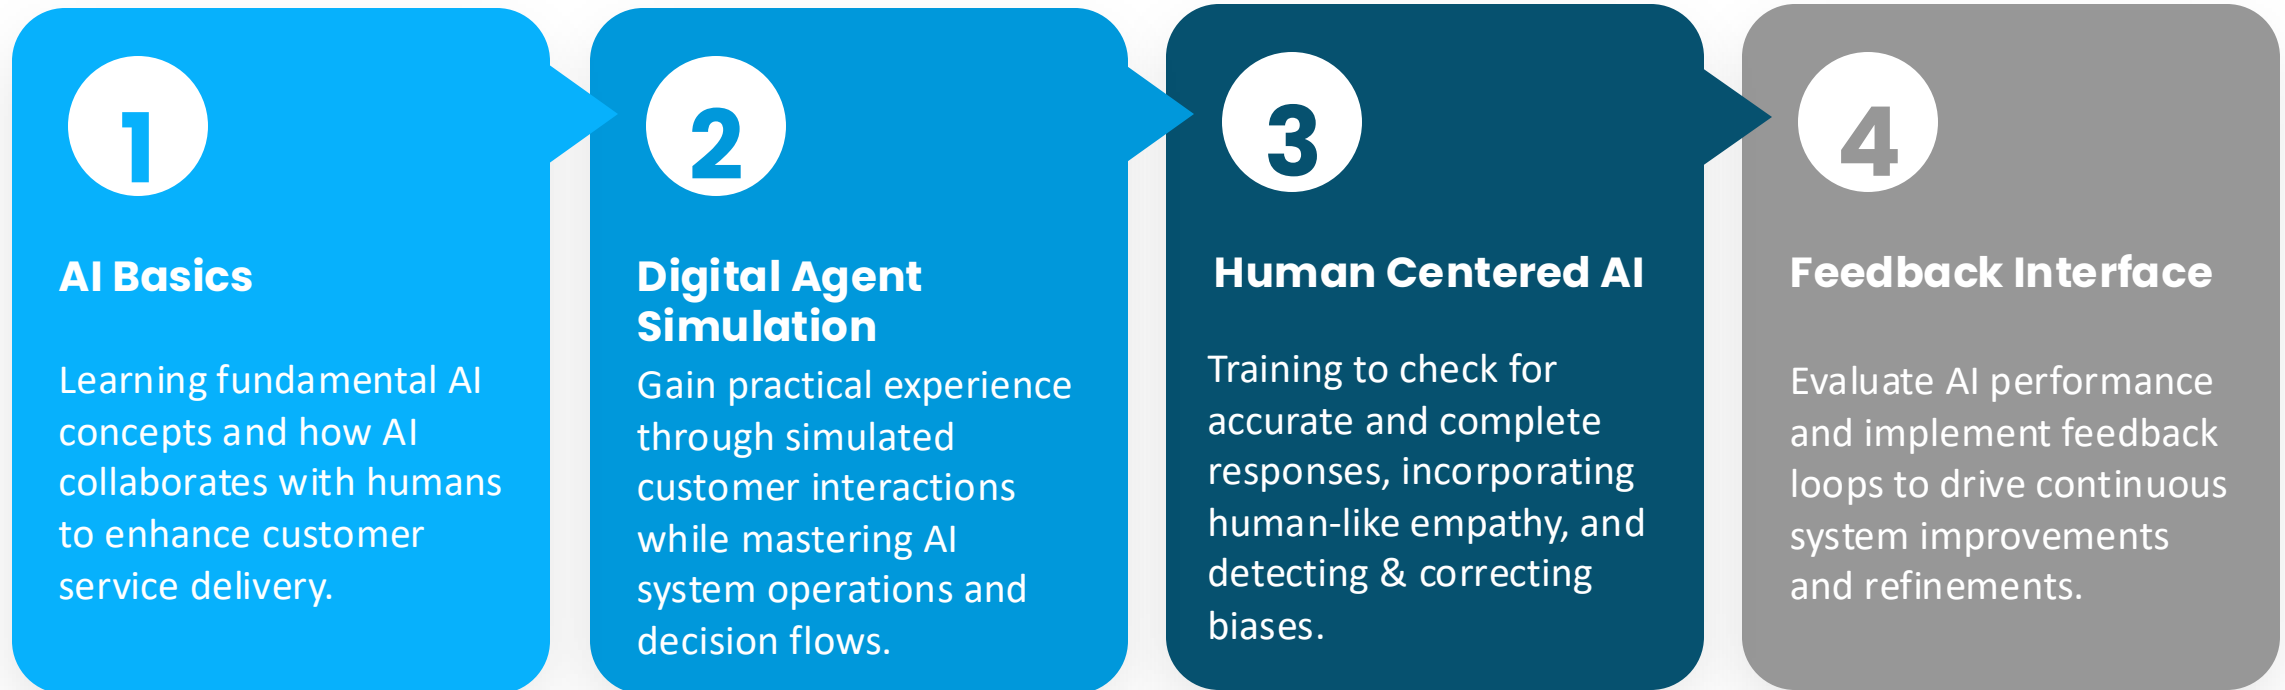 1
AI Basics
Learning fundamental AI
concepts and how AI
collaborates with humans
to enhance customer
service delivery.
2
Digital Agent
Simulation
Gain practical experience
through simulated
customer interactions
while mastering AI
system operations and
decision flows.
3
Human Centered AI
Training to check for
accurate and complete
responses, incorporating
human-like empathy, and
detecting & correcting
biases.
4
Feedback Interface
Evaluate AI performance
and implement feedback
loops to drive continuous
system improvements
and refinements.